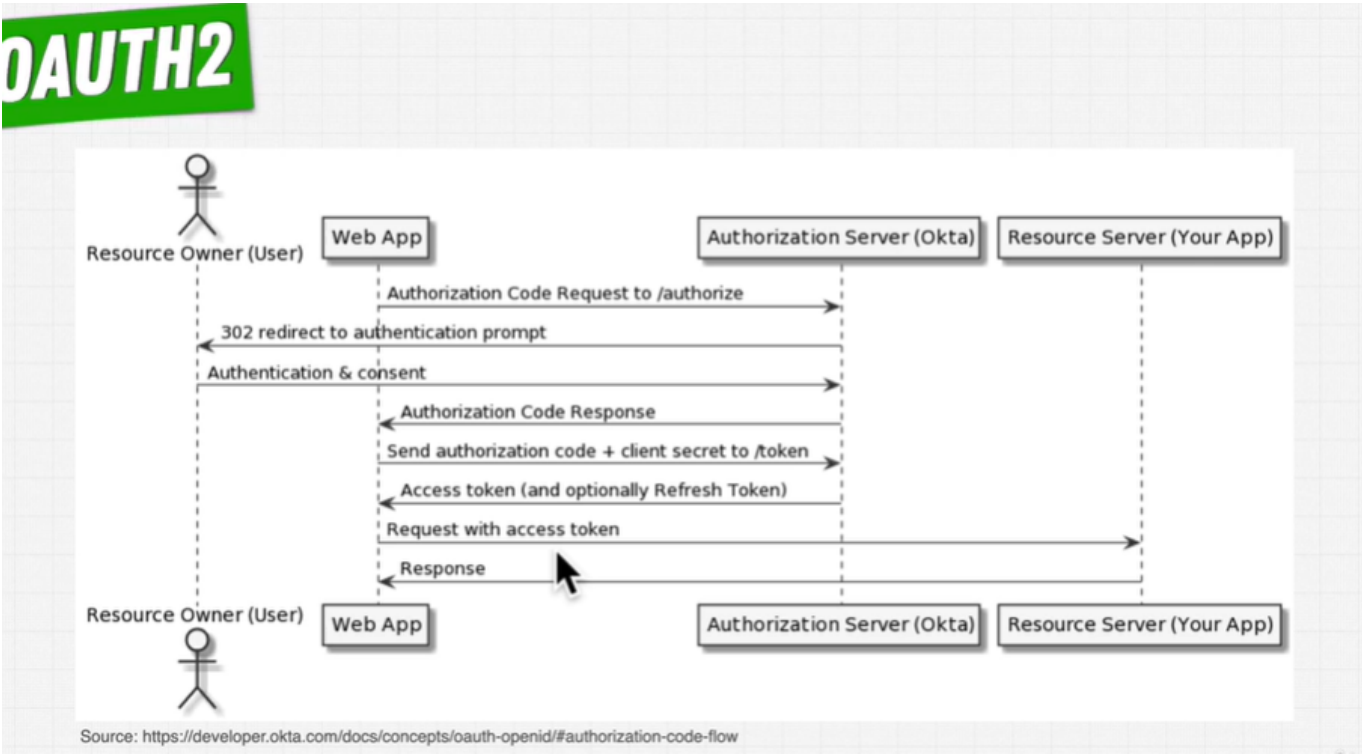 OAUTH2
Resource Owner (User)
Web App
Authorization Server (Okta)
Resource Server (Your App)
Authorization Code Request to /authorize
302 redirect to authentication prompt
Authentication & consent
Authorization Code Response
Send authorization code + client secret to /token
Access token (and optionally Refresh Token)
Request with access token
Response
Resource Owner (User)
Web App
Authorization Server (Okta)
Resource Server (Your App)
Source: https://developer.okta.com/docs/concepts/oauth-openid/#authorization-code-flow